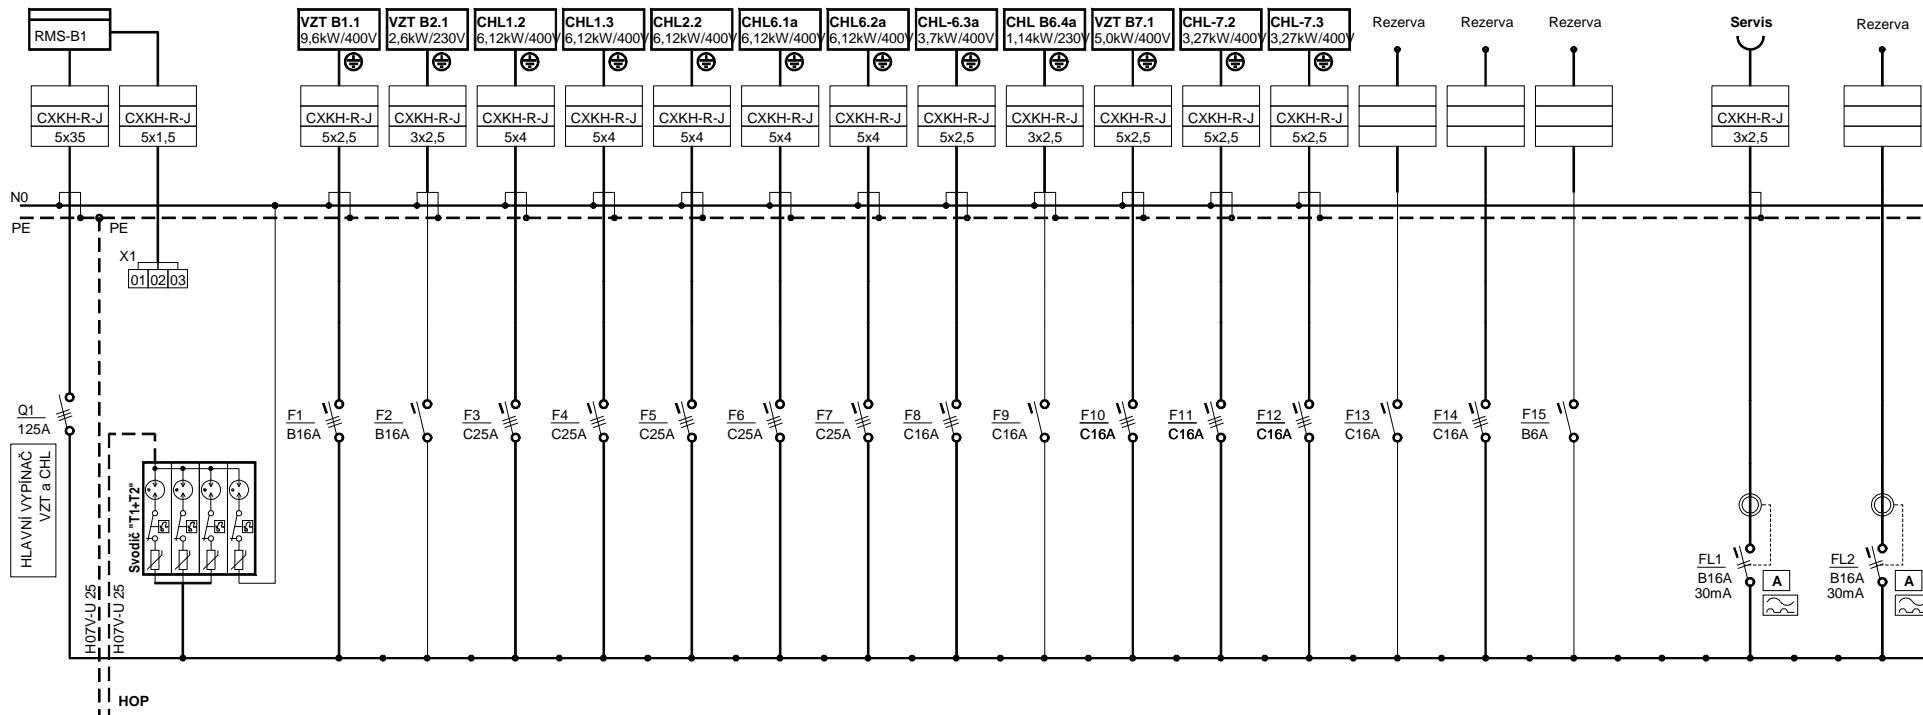 RMS-B1
VZT B1.1
9,6kW/400V
VZT B2.1
2,6kW/230V
CHL1.2
6,12kW/400V
CHL1.3
6,12kW/400V
CHL2.2
6,12kW/400V
CHL6.1a
6,12kW/400V
CHL6.2a
6,12kW/400V
CHL-6.3a
3,7kW/400V
CHL B6.4a
1,14kW/230V
VZT B7.1
5,0kW/400V
CHL-7.2
3,27kW/400V
CHL-7.3
3,27kW/400V
Rezerva
Rezerva
Rezerva
Servis
Rezerva
CXKH-R-J
5x35
CXKH-R-J
5x1,5
CXKH-R-J
5x2,5
CXKH-R-J
3x2,5
CXKH-R-J
5x4
CXKH-R-J
5x4
CXKH-R-J
5x4
CXKH-R-J
5x4
CXKH-R-J
5x4
CXKH-R-J
5x2,5
CXKH-R-J
3x2,5
CXKH-R-J
5x2,5
CXKH-R-J
5x2,5
CXKH-R-J
5x2,5
CXKH-R-J
3x2,5
N0
PE
PE
X1
01 02 03
Q1
125A
F1
B16A
F2
B16A
F3
C25A
F4
C25A
F5
C25A
F6
C25A
F7
C25A
F8
C16A
F9
C16A
F10
C16A
F11
C16A
F12
C16A
F13
C16A
F14
C16A
F15
B6A
HLAVNÍ VYPÍNAČ
VZT a CHL
Svodič "T1+T2"
H07V-U 25
H07V-U 25
FL1
B16A
30mA
A
FL2
B16A
30mA
A
HOP